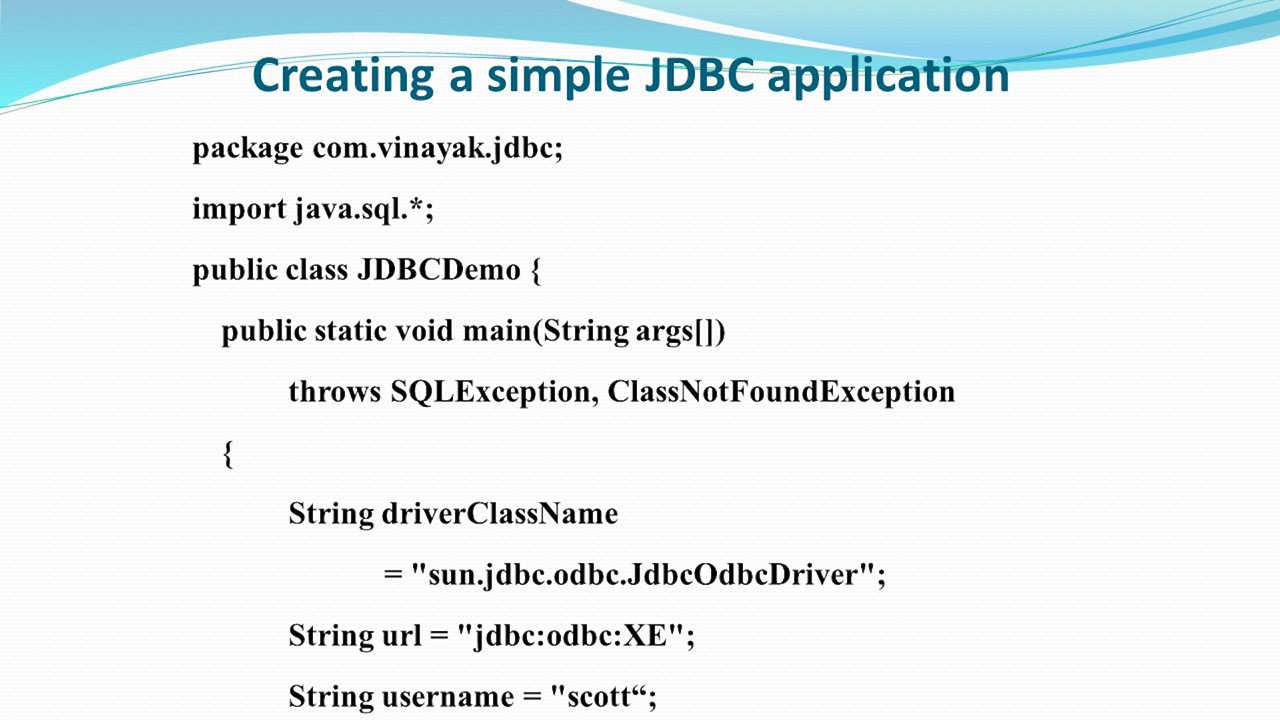 Creating a simple JDBC application
package com.vinayak.jdbc;
import java.sql.*;
public class JDBCDemo {
public static void main(String args[])
throws SQLException, ClassNotFoundException
{
String driverClassName
= "sun.jdbc.odbc.JdbcOdbcDriver";
String url = "jdbc:odbc:XE";
String username = "scott“;